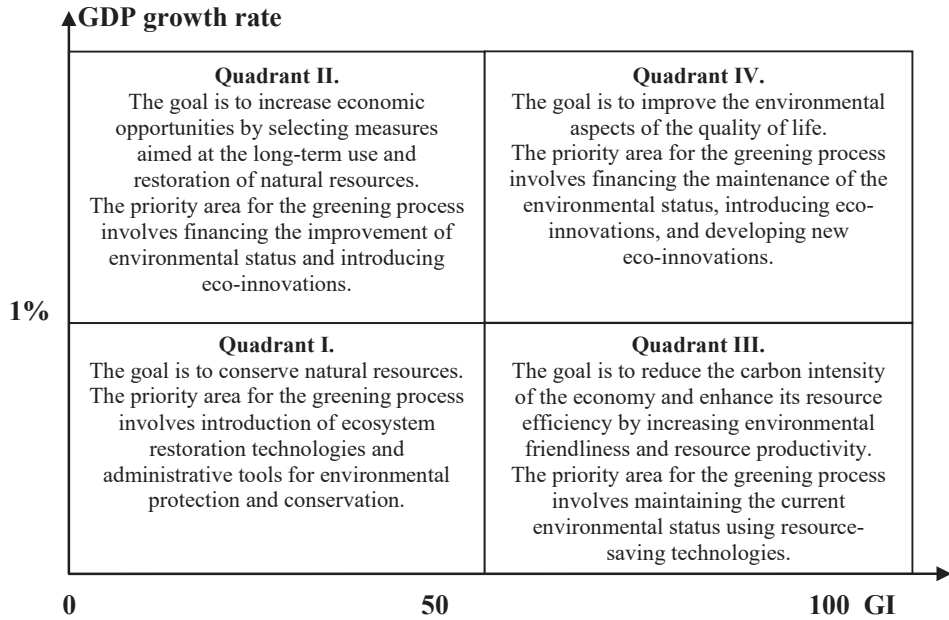 GDP growth rate
Quadrant II.
The goal is to increase economic
opportunities by selecting measures
aimed at the long-term use and
restoration of natural resources.
The priority area for the greening process
involves financing the improvement of
environmental status and introducing
eco-innovations.
Quadrant IV.
The goal is to improve the environmental
aspects of the quality of life.
The priority area for the greening process
involves financing the maintenance of the
environmental status, introducing eco-
innovations, and developing new
eco-innovations.
1%
Quadrant I.
The goal is to conserve natural resources.
The priority area for the greening process
involves introduction of ecosystem
restoration technologies and
administrative tools for environmental
protection and conservation.
Quadrant III.
The goal is to reduce the carbon intensity
of the economy and enhance its resource
efficiency by increasing environmental
friendliness and resource productivity.
The priority area for the greening process
involves maintaining the current
environmental status using resource-
saving technologies.
0 50 100 GI